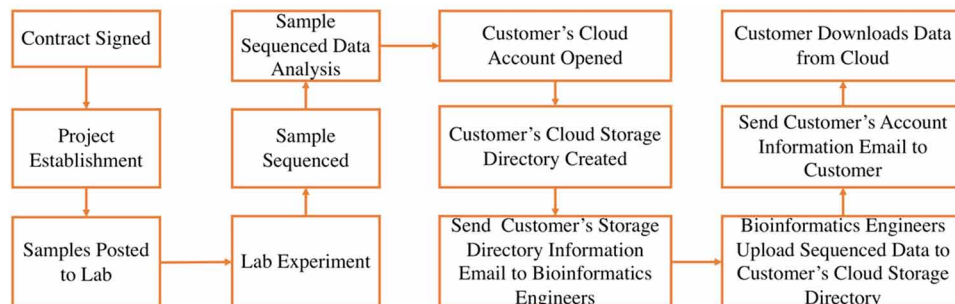 Contract Signed
Project
Establishment
Samples Posted
to Lab
Lab Experiment
Sample
Sequenced
Sample
Sequenced Data
Analysis
Customer’s Cloud
Account Opened
Customer’s Cloud Storage
Directory Created
Send Customer’s Storage
Directory Information
Email to Bioinformatics
Engineers
Bioinformatics Engineers
Upload Sequenced Data to
Customer’s Cloud Storage
Directory
Send Customer’s Account
Information Email to
Customer
Customer Downloads Data
from Cloud